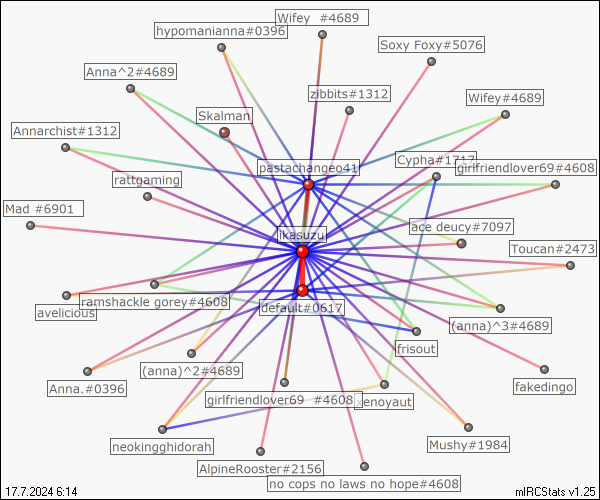 Wifey  #4689
hypomanianna#0396
Soxy Foxy#5076
Anna^2#4689
zibbits#1312
Wifey#4689
Skalman
Annarchist#1312
Cypha#1717
pastachangeo41
girlfriendlover69#4608
rattgaming
Mad #6901
ace deucy#7097
ikasuzu
Toucan#2473
ramshackle gorey#4608
default#0617
avelicious
(anna)^3#4689
frisout
(anna)^2#4689
Anna.#0396
fakedingo
girlfriendlover69  #4608
xenoyaut
neokingghidorah
Mushy#1984
AlpineRooster#2156
no cops no laws no hope#4608
17.7.2024 6:14
mIRCStats v1.25